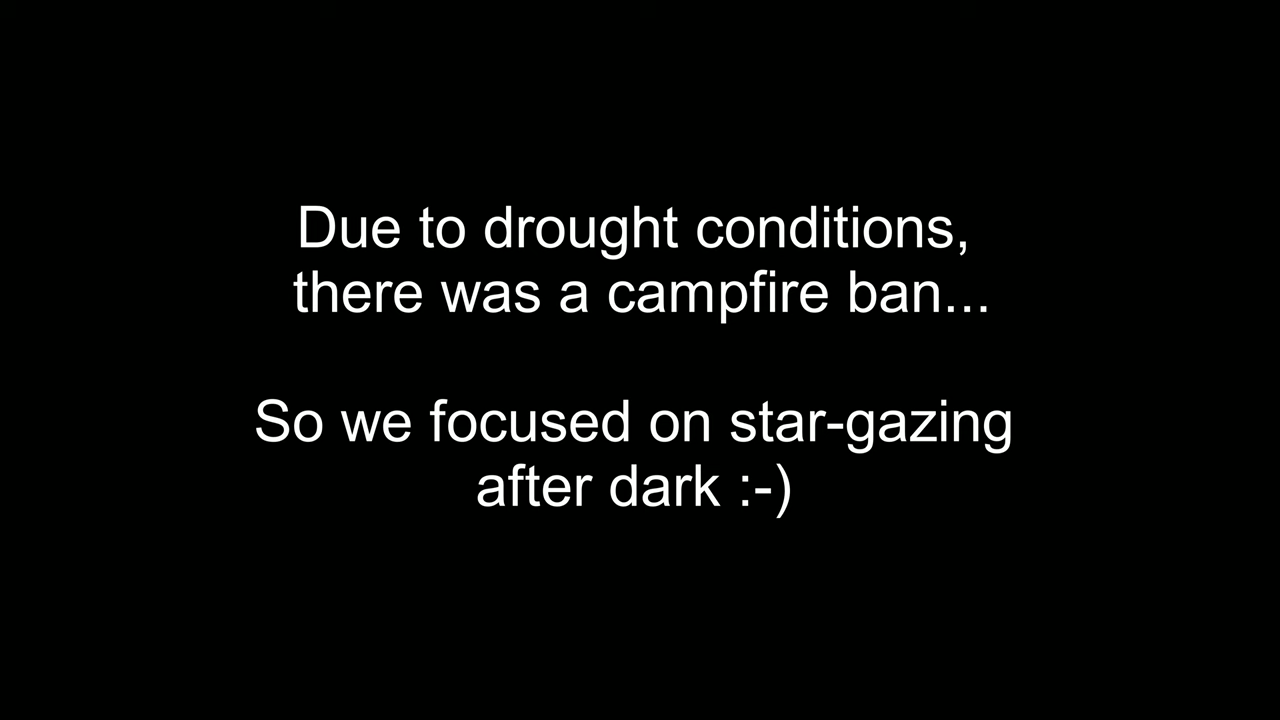 Due to drought conditions,
there was a campfire ban...
So we focused on star-gazing
after dark :-)